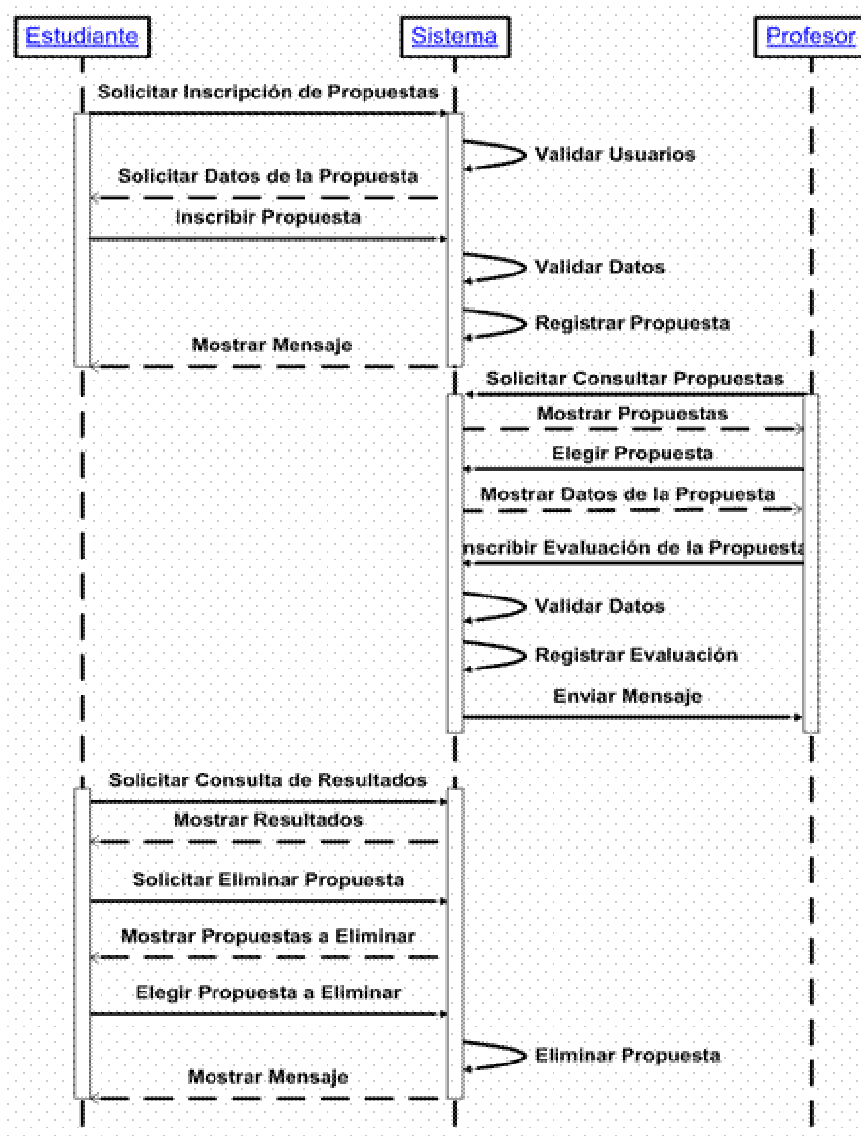 Estudiante
Sistema
Profesor
Solicitar Inscripción de Propuestas
Validar Usuarios
Solicitar Datos de la Propuesta
Inscribir Propuesta
Validar Datos
Registrar Propuesta
Mostrar Mensaje
Solicitar Consultar Propuestas
Mostrar Propuestas
Elegir Propuesta
Mostrar Datos de la Propuesta
nscribir Evaluación de la Propuesta
Validar Datos
Registrar Evaluación
Enviar Mensaje
Solicitar Consulta de Resultados
Mostrar Resultados
Solicitar Eliminar Propuesta
Mostrar Propuestas a Eliminar
Elegir Propuesta a Eliminar
Eliminar Propuesta
Mostrar Mensaje